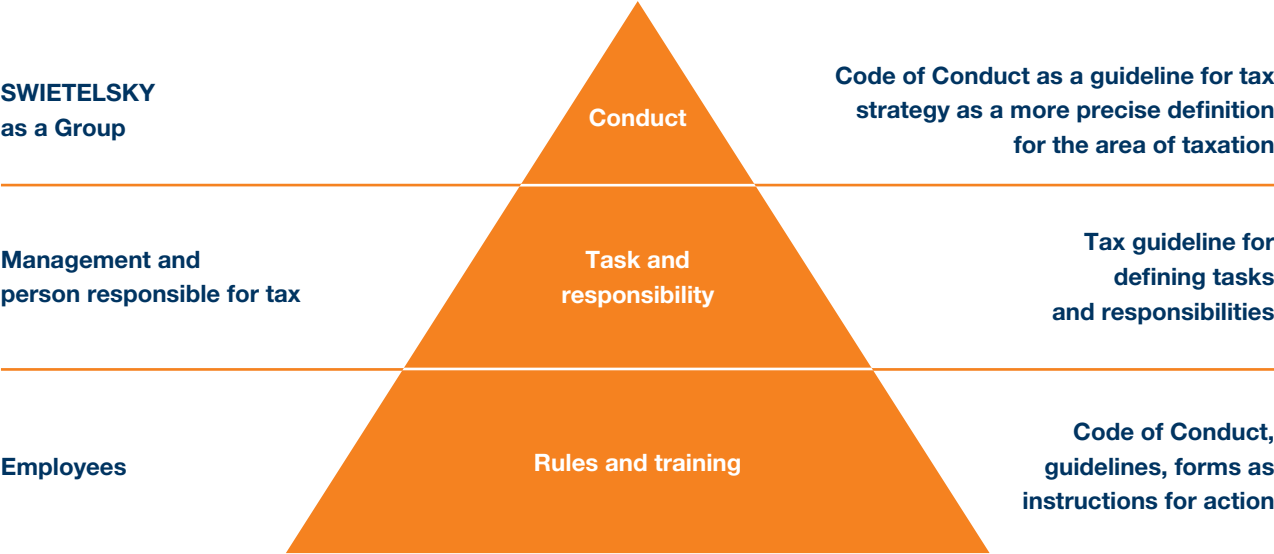 SWIETELSKY
as a Group
Conduct
Code of Conduct as a guideline for tax
strategy as a more precise definition
for the area of taxation
Management and
person responsible for tax
Task and
responsibility
Tax guideline for
defining tasks
and responsibilities
Employees
Rules and training
Code of Conduct,
guidelines, forms as
instructions for action